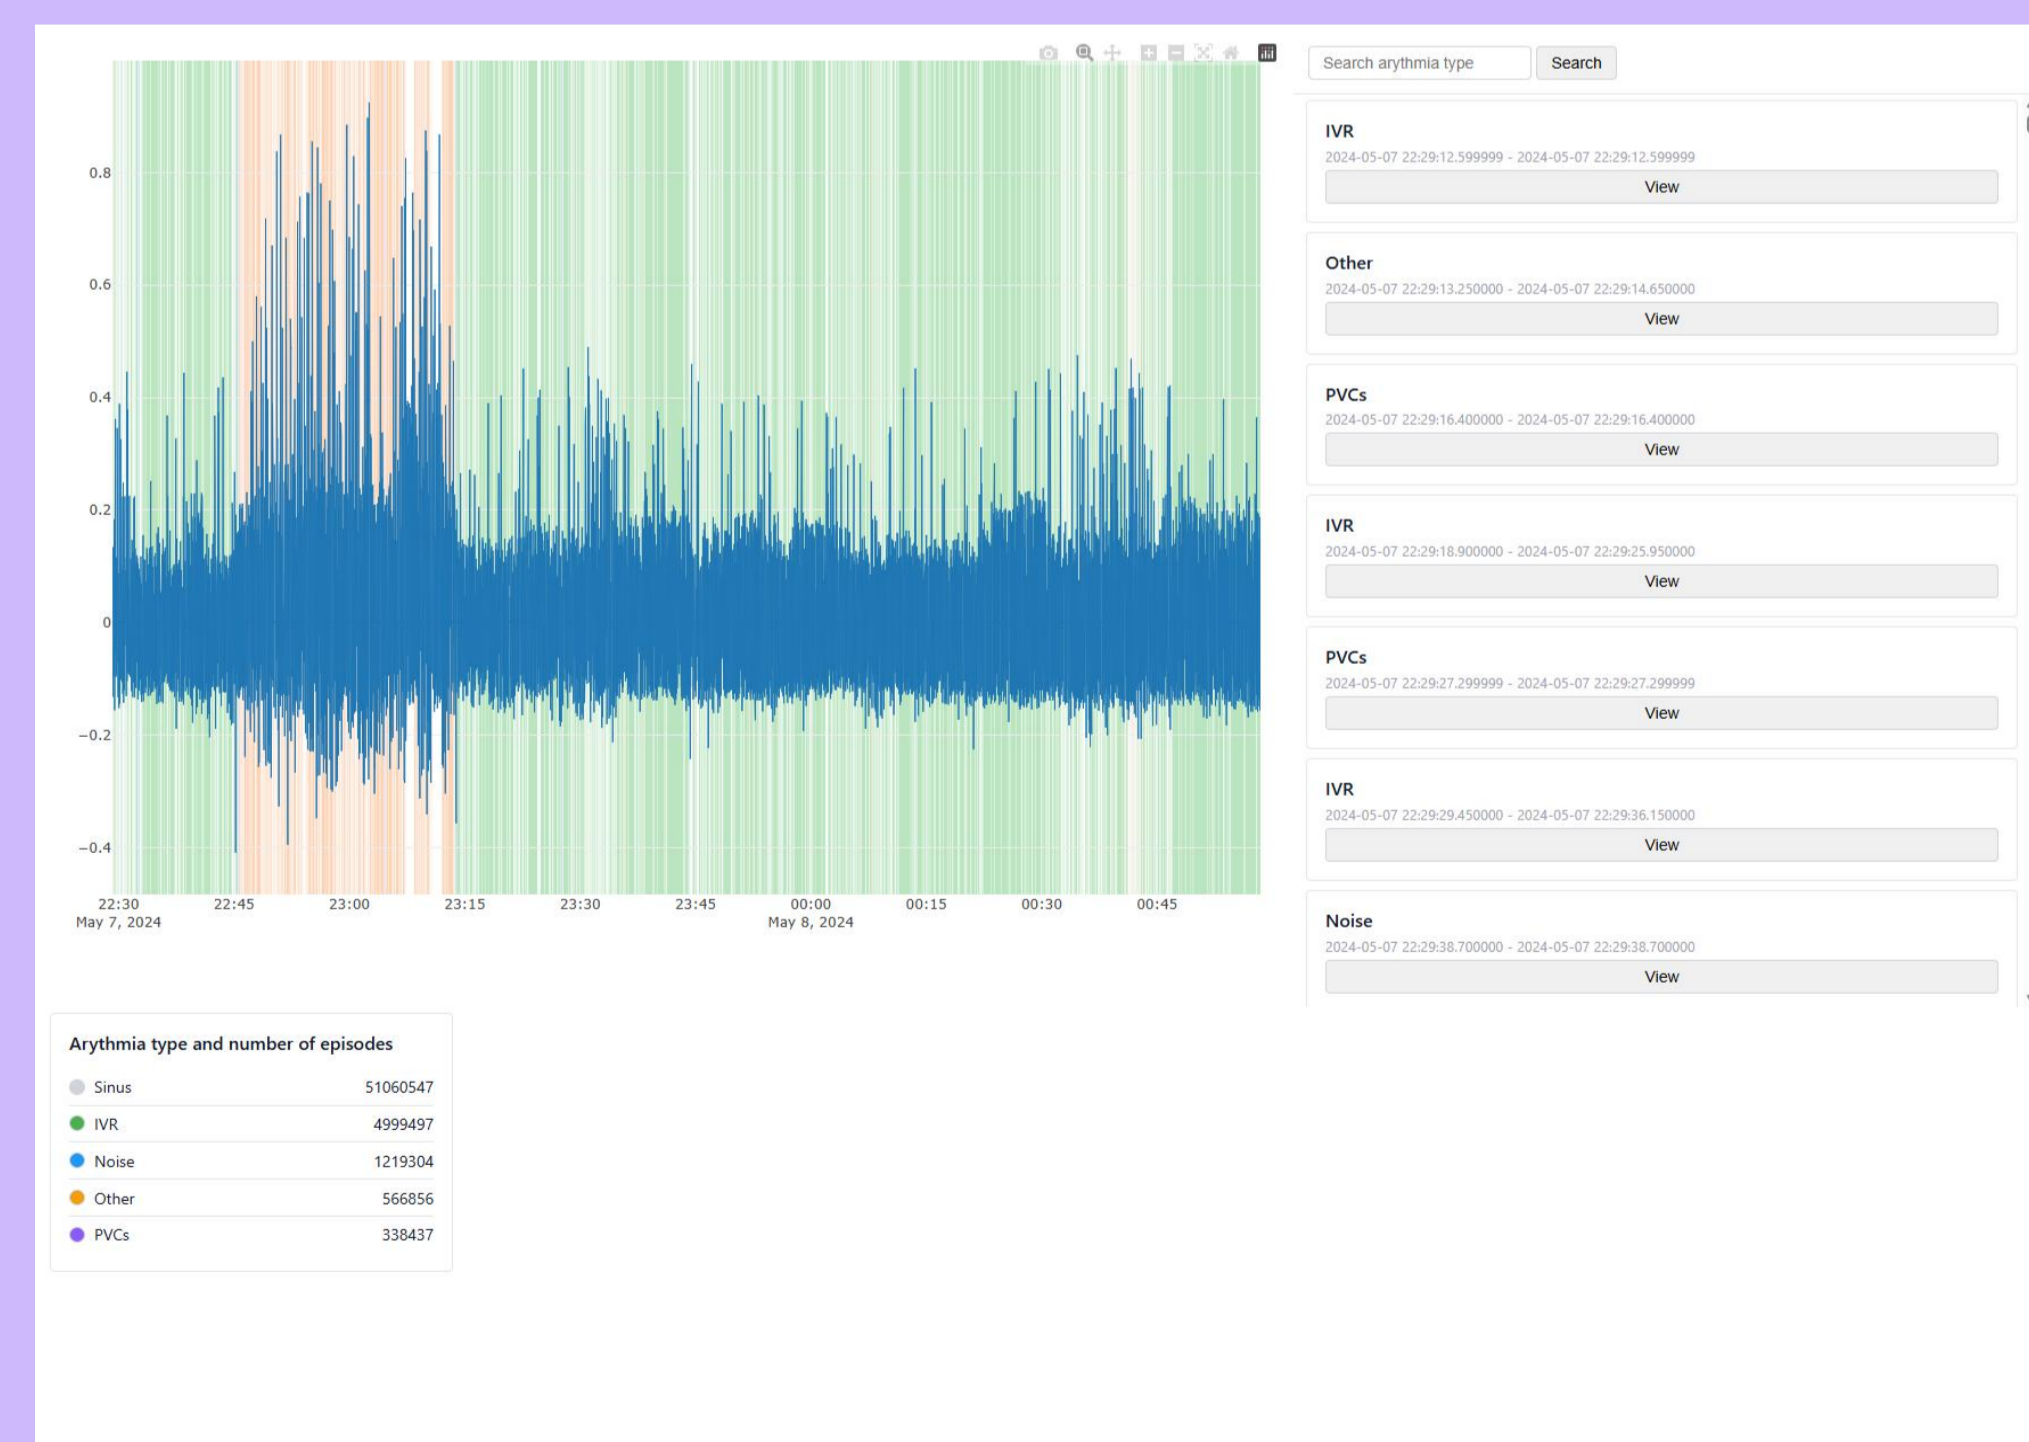 0.8
0.6
0.4
0.2
0
−0.2
−0.4
22:30 22:45 23:00 23:15 23:30 23:45 00:00 00:15 00:30 00:45
May 7, 2024 May 8, 2024
Search arythmia type Search
IVR
2024-05-07 22:29:12.599999 - 2024-05-07 22:29:12.599999
View
Other
2024-05-07 22:29:13.250000 - 2024-05-07 22:29:14.650000
View
PVCs
2024-05-07 22:29:16.400000 - 2024-05-07 22:29:16.400000
View
IVR
2024-05-07 22:29:18.900000 - 2024-05-07 22:29:25.950000
View
PVCs
2024-05-07 22:29:27.299999 - 2024-05-07 22:29:27.299999
View
IVR
2024-05-07 22:29:29.450000 - 2024-05-07 22:29:36.150000
View
Noise
2024-05-07 22:29:38.700000 - 2024-05-07 22:29:38.700000
View
Arythmia type and number of episodes
Sinus 51060547
IVR 4999497
Noise 1219304
Other 566856
PVCs 338437